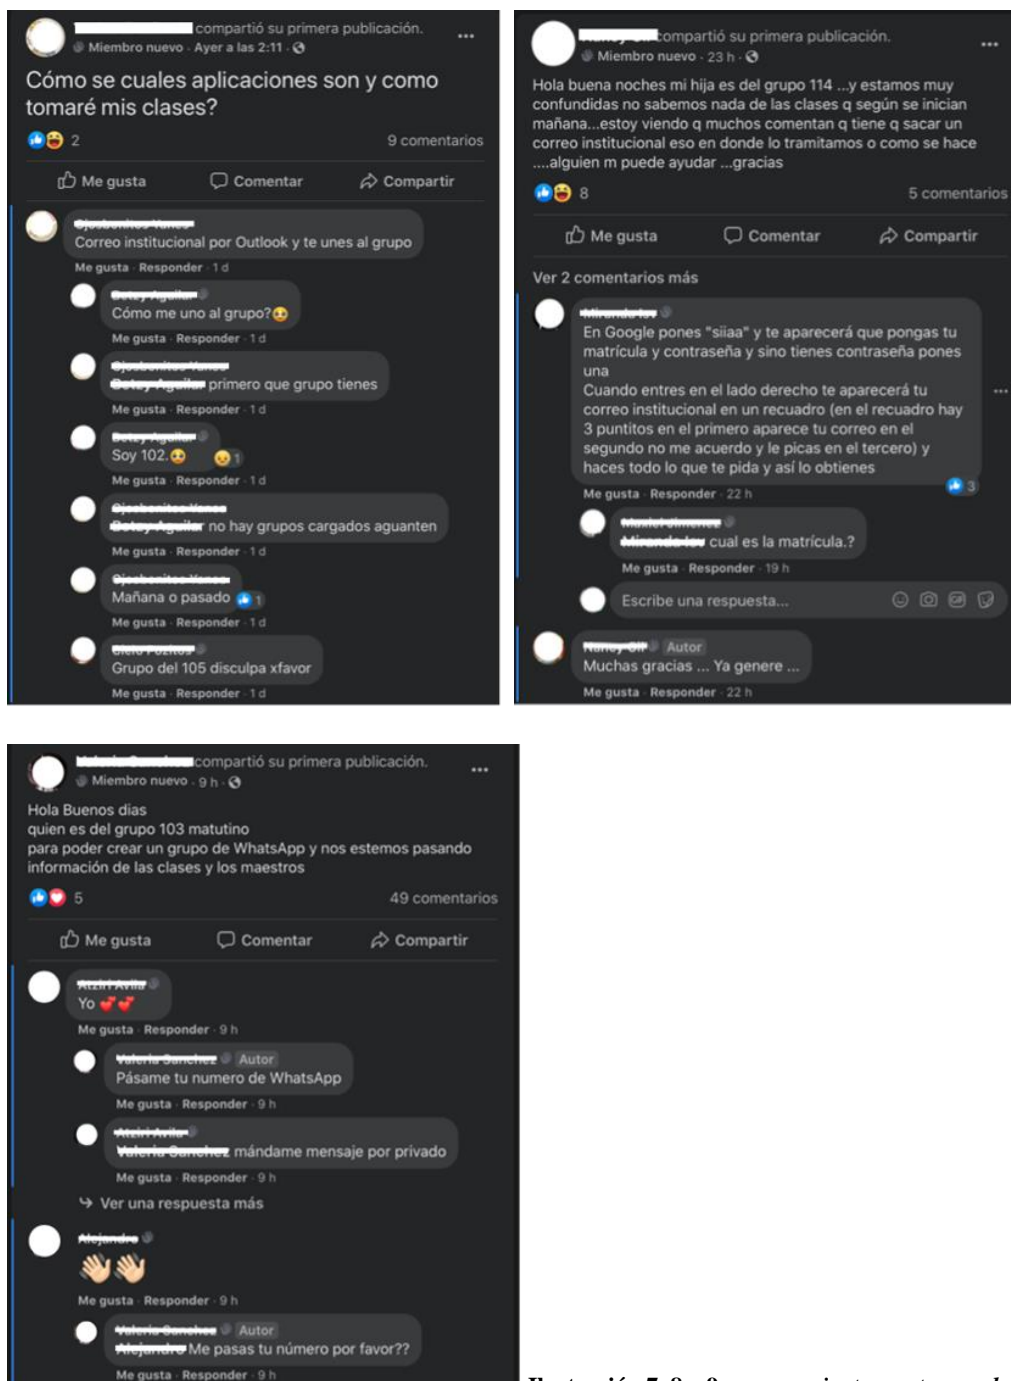 compartió su primera publicación.
Miembro nuevo · Ayer a las 2:11 ·
Cómo se cuales aplicaciones son y como
tomaré mis clases?
2
9 comentarios
Me gusta
Comentar
Compartir
Correo institucional por Outlook y te unes al grupo
Me gusta · Responder · 1 d
Cómo me uno al grupo?🥹
Me gusta · Responder · 1 d
primero que grupo tienes
Me gusta · Responder · 1 d
Soy 102.🥹
1
Me gusta · Responder · 1 d
no hay grupos cargados aguanten
Me gusta · Responder · 1 d
Mañana o pasado
1
Me gusta · Responder · 1 d
Grupo del 105 disculpa xfavor
Me gusta · Responder · 1 d
compartió su primera publicación.
Miembro nuevo · 23 h ·
Hola buena noches mi hija es del grupo 114 ...y estamos muy
confundidas no sabemos nada de las clases q según se inician
mañana...estoy viendo q muchos comentan q tiene q sacar un
correo institucional eso en donde lo tramitamos o como se hace
....alguien m puede ayudar ...gracias
8
5 comentarios
Me gusta
Comentar
Compartir
Ver 2 comentarios más
En Google pones "siiaa" y te aparecerá que pongas tu
matrícula y contraseña y sino tienes contraseña pones
una
Cuando entres en el lado derecho te aparecerá tu
correo institucional en un recuadro (en el recuadro hay
3 puntitos en el primero aparece tu correo en el
segundo no me acuerdo y le picas en el tercero) y
haces todo lo que te pida y así lo obtienes
3
Me gusta · Responder · 22 h
cual es la matrícula.?
Me gusta · Responder · 19 h
Escribe una respuesta...
GIF
Autor
Muchas gracias ... Ya genere ...
Me gusta · Responder · 22 h
compartió su primera publicación.
Miembro nuevo · 9 h ·
Hola Buenos dias
quien es del grupo 103 matutino
para poder crear un grupo de WhatsApp y nos estemos pasando
información de las clases y los maestros
5
49 comentarios
Me gusta
Comentar
Compartir
Yo 💕💕
Me gusta · Responder · 9 h
Autor
Pásame tu numero de WhatsApp
Me gusta · Responder · 9 h
mándame mensaje por privado
Me gusta · Responder · 9 h
Ver una respuesta más
👋🏻👋🏻
Me gusta · Responder · 9 h
Autor
Me pasas tu número por favor??
Me gusta · Responder · 9 h